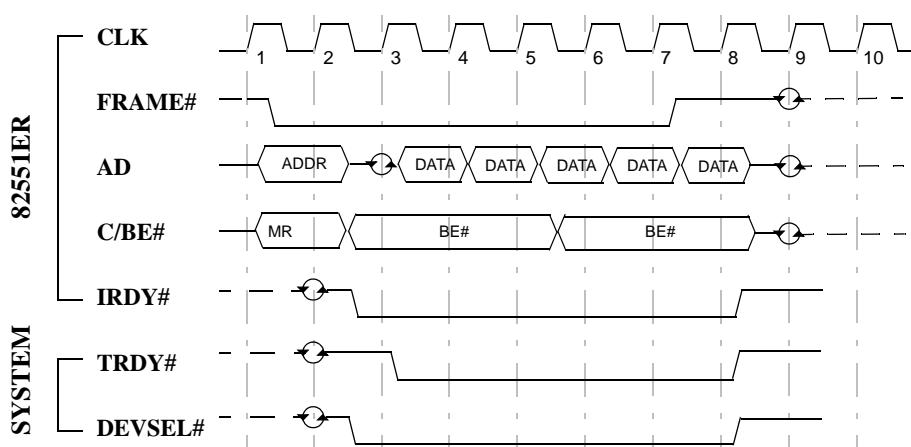 CLK
1 2 3 4 5 6 7 8 9 10
FRAME#
82551ER
AD
ADDR DATA DATA DATA DATA DATA
C/BE#
MR BE# BE#
IRDY#
SYSTEM
TRDY#
DEVSEL#